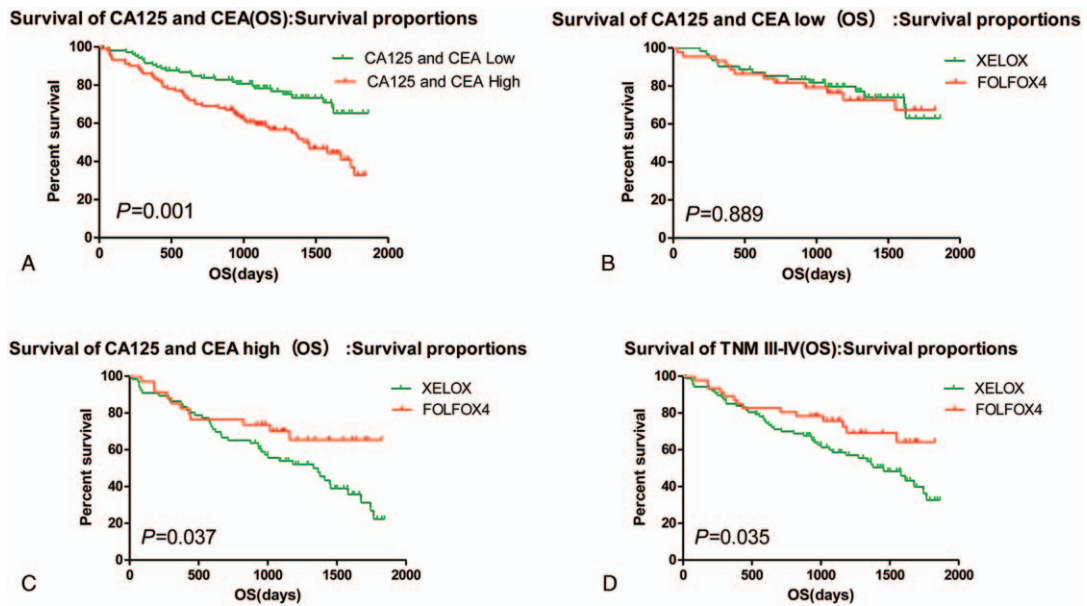 Survival of CA125 and CEA(OS):Survival proportions
Percent survival
100
80
60
40
20
0
CA125 and CEA Low
CA125 and CEA High
P=0.001
0 500 1000 1500 2000
OS(days)
A
Survival of CA125 and CEA low (OS) :Survival proportions
Percent survival
100
80
60
40
20
0
XELOX
FOLFOX4
P=0.889
0 500 1000 1500 2000
OS(days)
B
Survival of CA125 and CEA high (OS) :Survival proportions
Percent survival
100
80
60
40
20
0
XELOX
FOLFOX4
P=0.037
0 500 1000 1500 2000
OS(days)
C
Survival of TNM III-IV(OS):Survival proportions
Percent survival
100
80
60
40
20
0
XELOX
FOLFOX4
P=0.035
0 500 1000 1500 2000
OS(days)
D